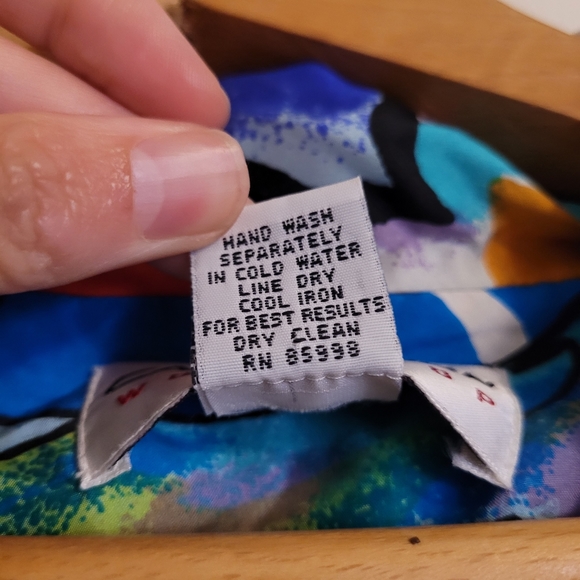 HAND WASH
SEPARATELY
IN COLD WATER
LINE DRY
COOL IRON
FOR BEST RESULTS
DRY CLEAN
RN 85998